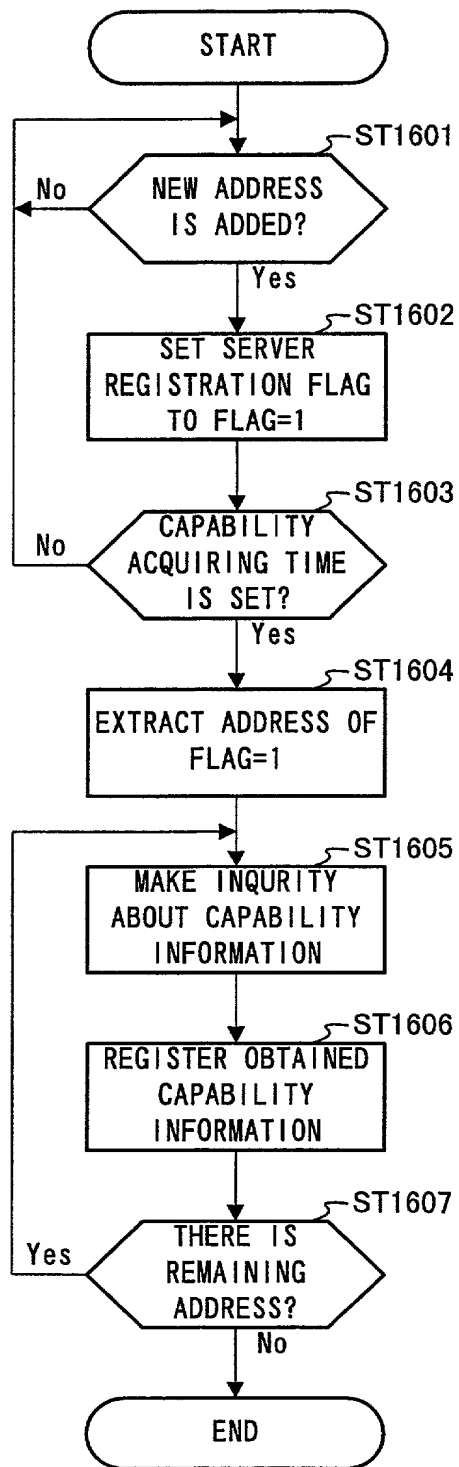 START
ST1601
NEW ADDRESS
IS ADDED?
No
Yes
ST1602
SET SERVER
REGISTRATION FLAG
TO FLAG=1
ST1603
CAPABILITY
ACQUIRING TIME
IS SET?
No
Yes
ST1604
EXTRACT ADDRESS OF
FLAG=1
ST1605
MAKE INQURITY
ABOUT CAPABILITY
INFORMATION
ST1606
REGISTER OBTAINED
CAPABILITY
INFORMATION
ST1607
THERE IS
REMAINING
ADDRESS?
Yes
No
END